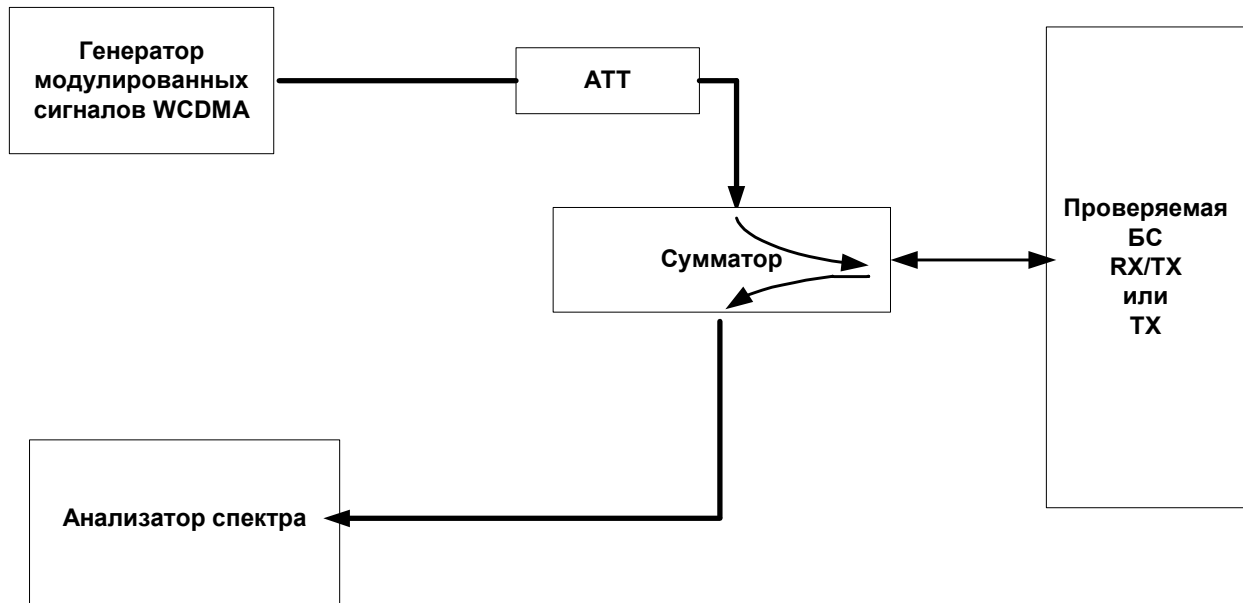 Генератор
модулированных
сигналов WCDMA
АТТ
Сумматор
Проверяемая
БС
RX/TX
или
TX
Анализатор спектра